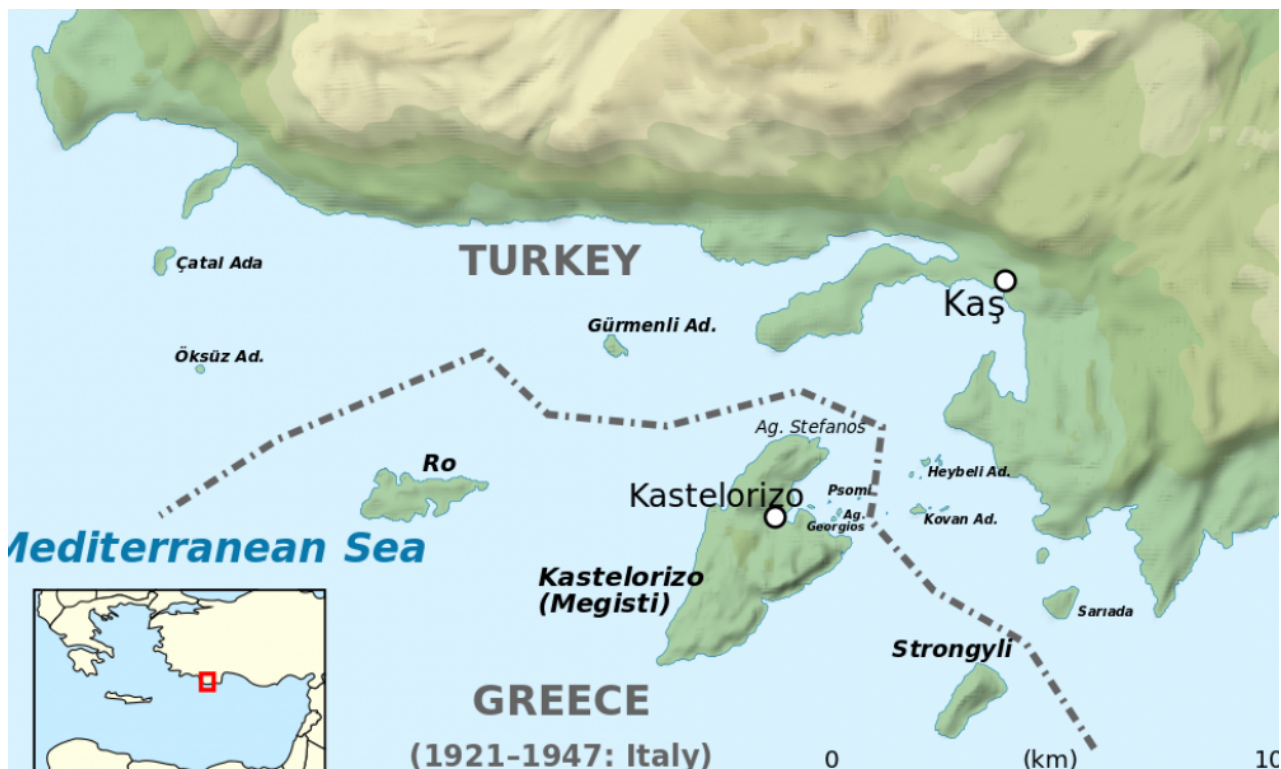 TURKEY
Çatal Ada
Kaş
Gürmenli Ad.
Öksüz Ad.
Ag. Stefanos
Ro
Heybeli Ad.
Kastelorizo
Psomi
Ag.
Georgios
Kovan Ad.
Mediterranean Sea
Kastelorizo
(Megisti)
Sarıada
Strongyli
GREECE
(1921–1947: Italy)
0 (km) 10